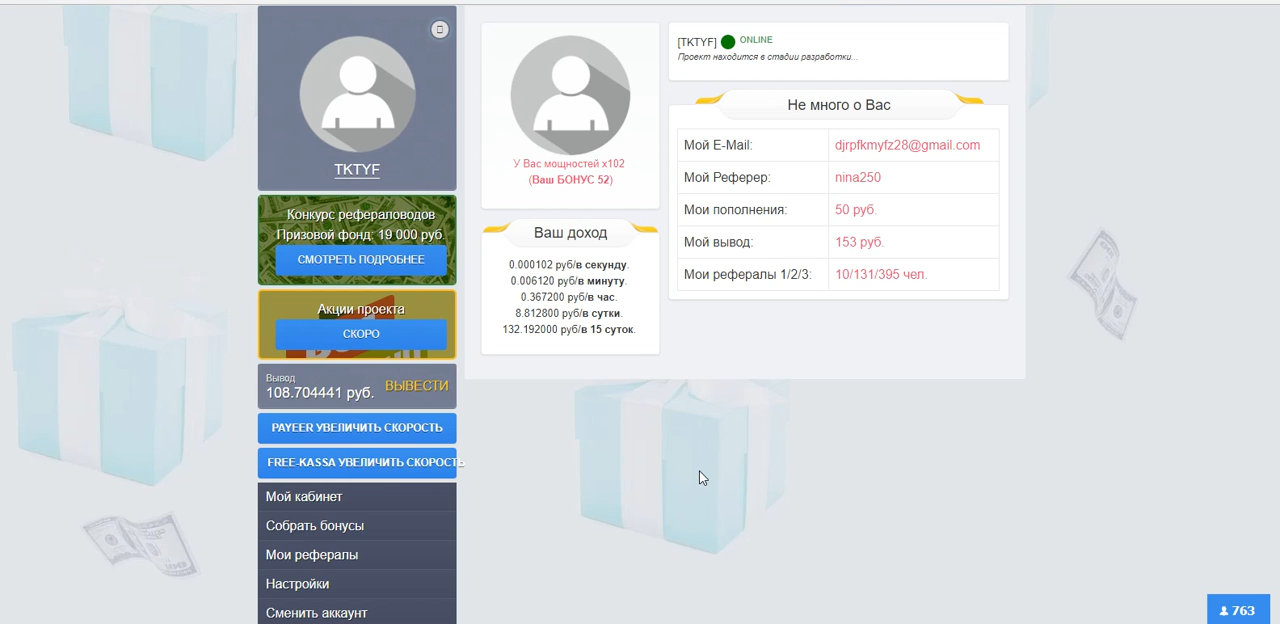 TKTYF
Конкурс рефераловодов
Призовой фонд: 19 000 руб
СМОТРЕТЬ ПОДРОБНЕЕ
Акции проекта
СКОРО
Вывод
108.704441 руб.
ВЫВЕСТИ
PAYEER УВЕЛИЧИТЬ СКОРОСТЬ
FREE-KASSA УВЕЛИЧИТЬ СКОРОСТЬ
Мой кабинет
Собрать бонусы
Мои рефералы
Настройки
Сменить аккаунт
У Вас мощностей x102
(Ваш БОНУС 52)
Ваш доход
0.000102 руб/в секунду.
0.006120 руб/в минуту.
0.367200 руб/в час.
8.812800 руб/в сутки.
132.192000 руб/в 15 суток.
[TKTYF] ONLINE
Проект находится в стадии разработки...
Не много о Вас
Мой E-Mail: djrpfkmyfz28@gmail.com
Мой Реферер: nina250
Мои пополнения: 50 руб.
Мой вывод: 153 руб.
Мои рефералы 1/2/3: 10/131/395 чел.
763